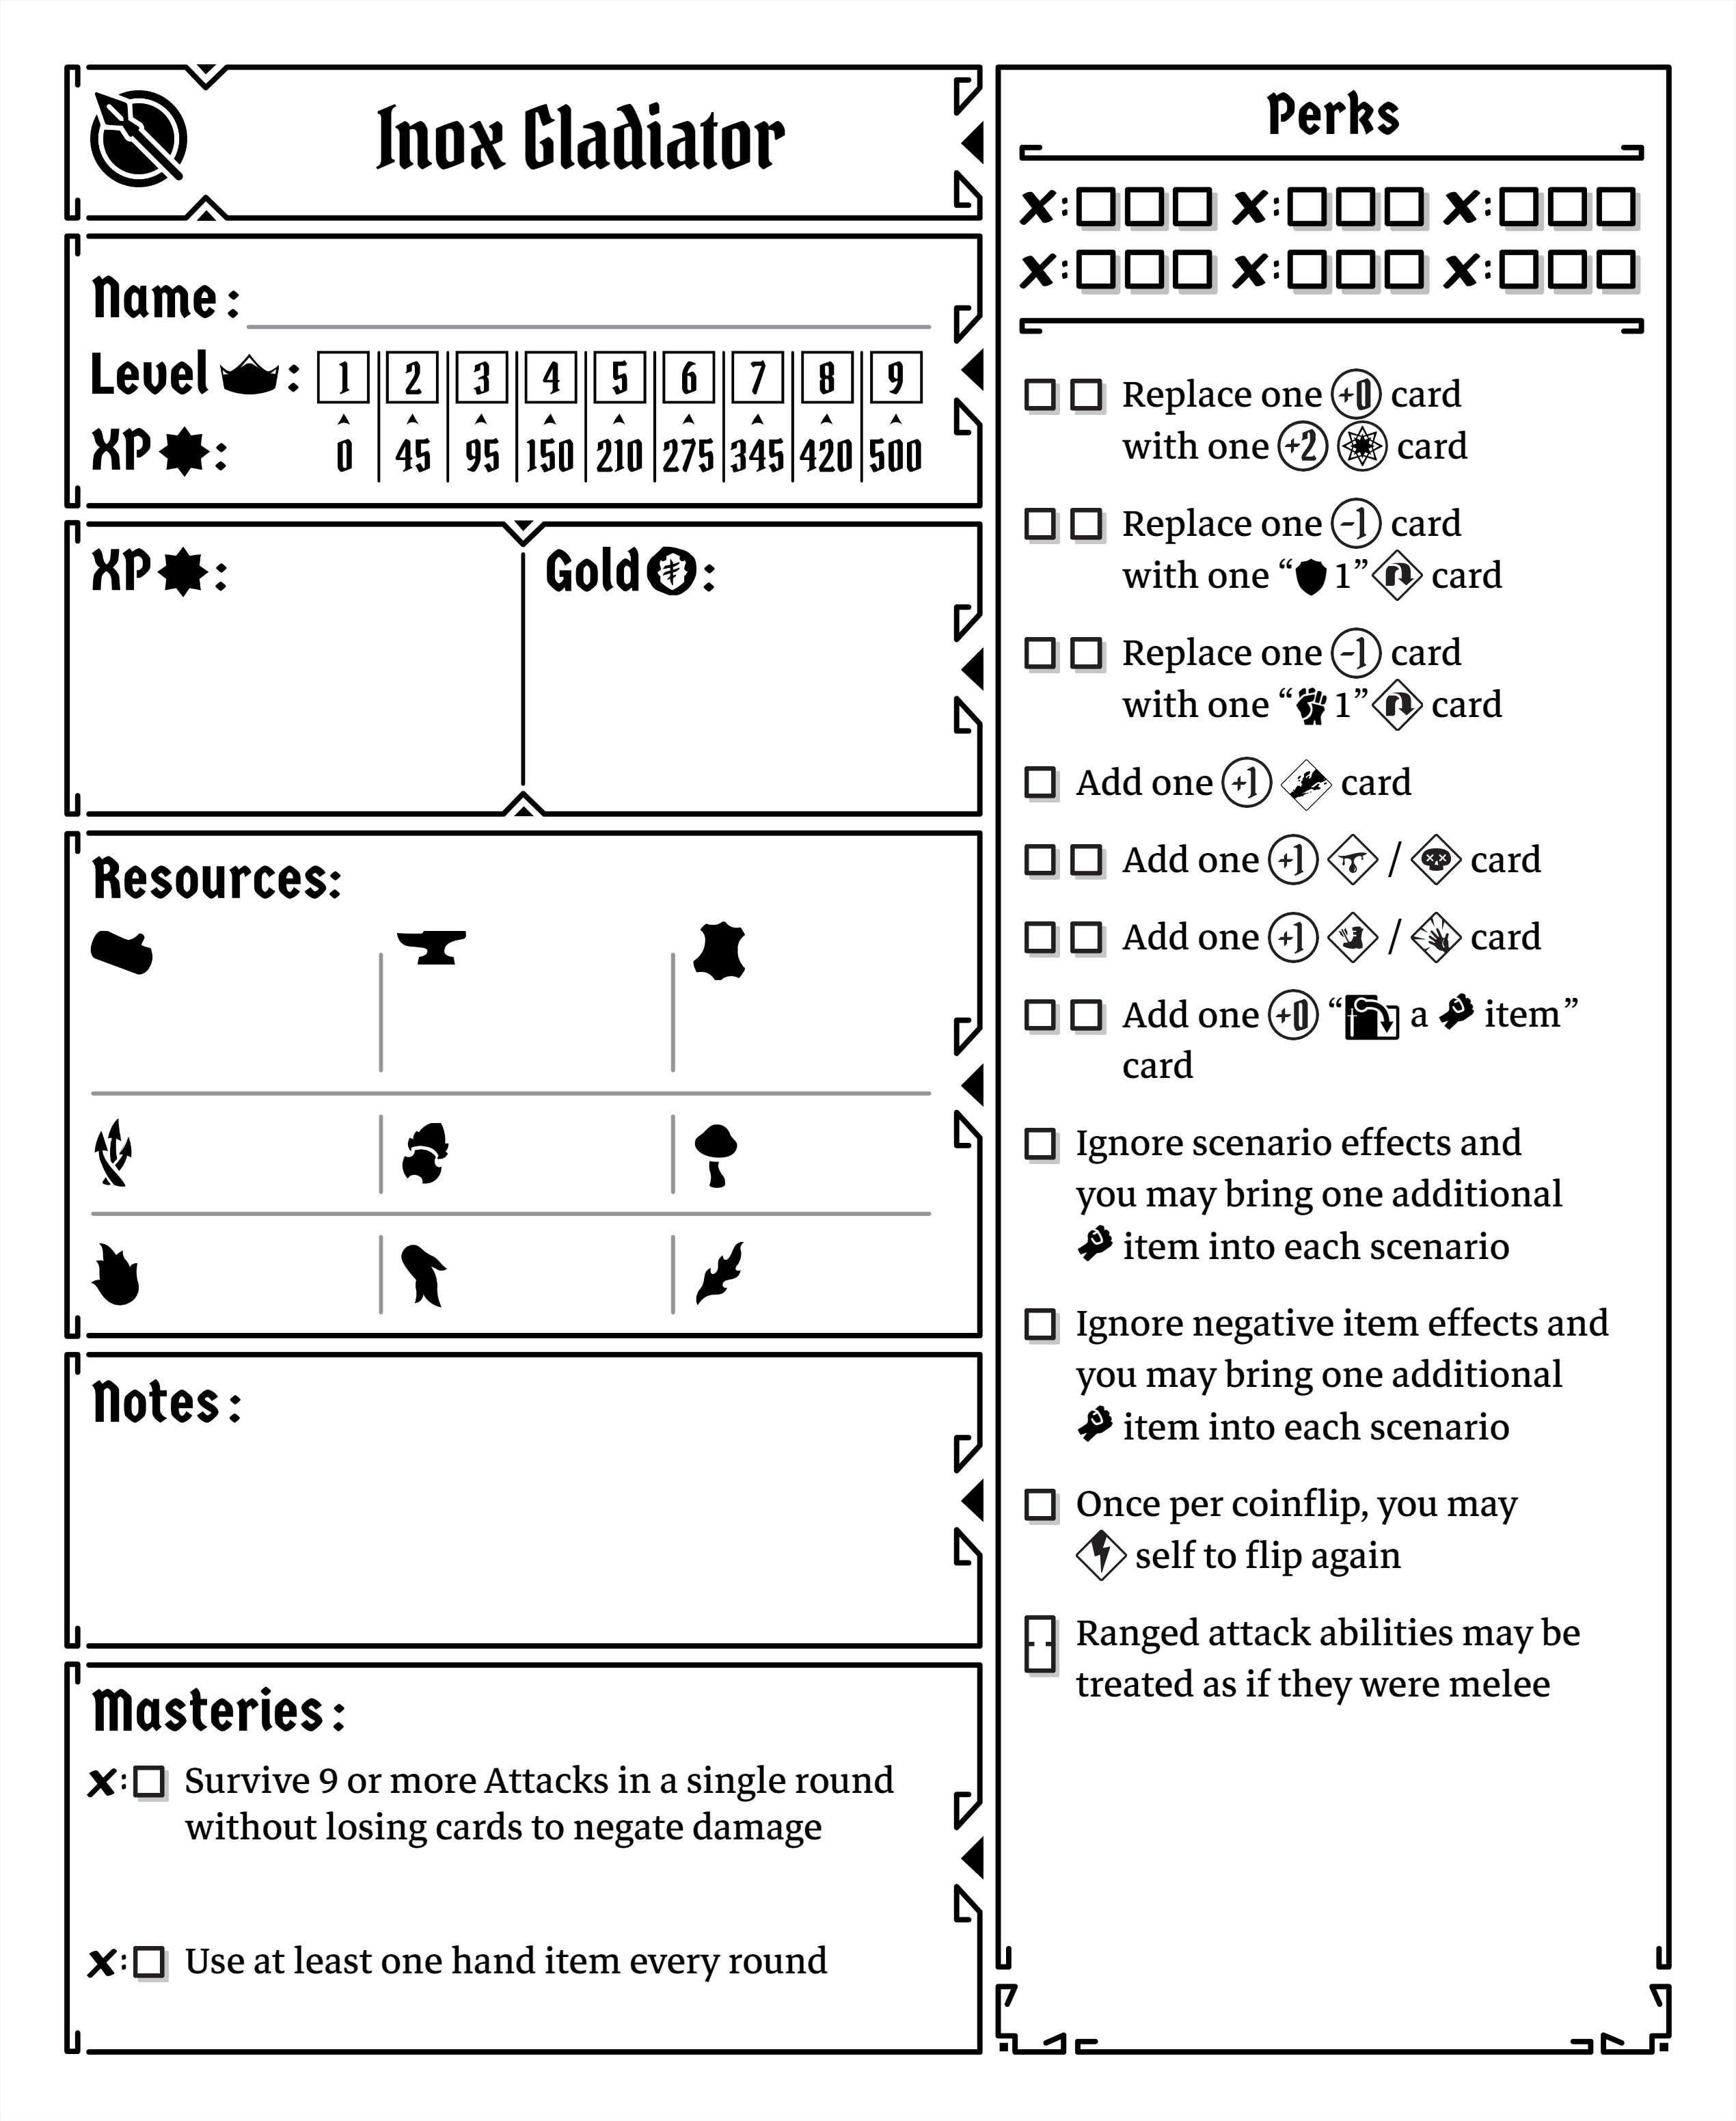 Inox Gladiator
Name:
Level : 1 2 3 4 5 6 7 8 9
XP : 0 45 95 150 210 275 345 420 500
XP :
Gold :
Resources:
Notes:
Masteries:
x: Survive 9 or more Attacks in a single round
without losing cards to negate damage
x: Use at least one hand item every round
Perks
x: x: x:
x: x: x:
Replace one +0 card
with one +2 card
Replace one -1 card
with one “ 1” card
Replace one -1 card
with one “ 1” card
Add one +1 card
Add one +1 / card
Add one +1 / card
Add one +0 “ a item”
card
Ignore scenario effects and
you may bring one additional
item into each scenario
Ignore negative item effects and
you may bring one additional
item into each scenario
Once per coinflip, you may
self to flip again
Ranged attack abilities may be
treated as if they were melee